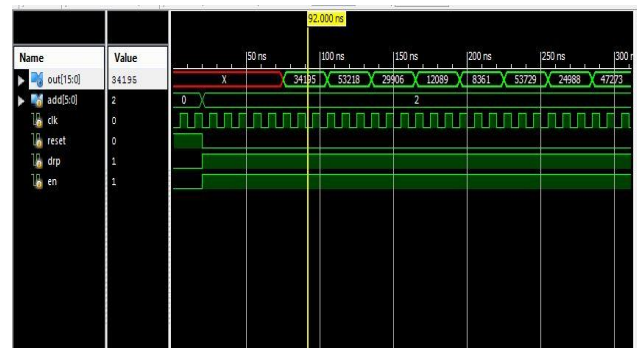 92.000 ns
Name Value 50 ns 100 ns 150 ns 200 ns 250 ns 300 n
out[15:0] 34195 X 34195 53218 29906 12089 8361 53729 24988 47273
add[5:0] 2 0 2
clk 0
reset 0
drp 1
en 1